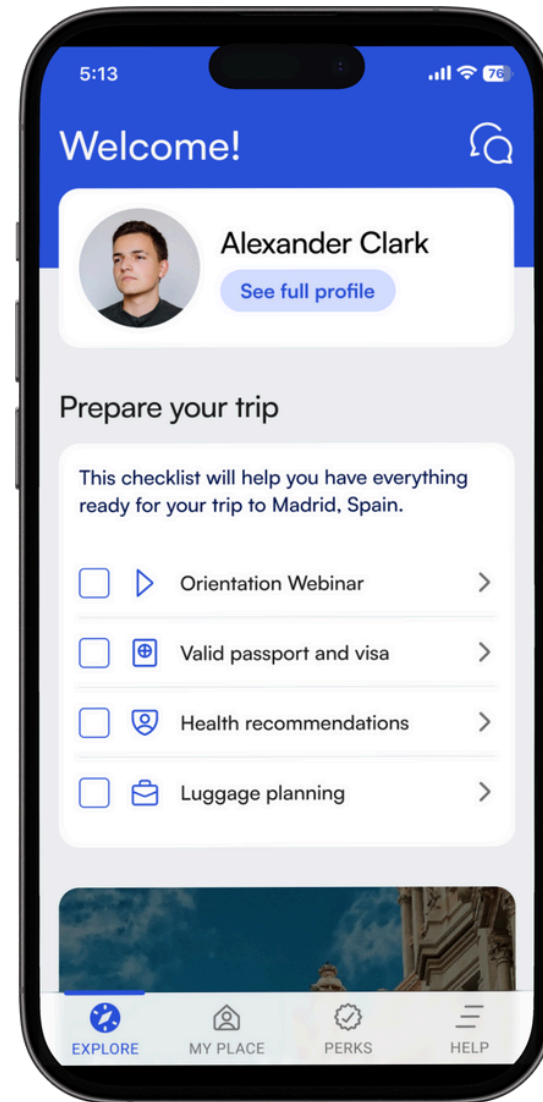 5:13
76
Welcome!
Alexander Clark
See full profile
Prepare your trip
This checklist will help you have everything
ready for your trip to Madrid, Spain.
Orientation Webinar
Valid passport and visa
Health recommendations
Luggage planning
EXPLORE
MY PLACE
PERKS
HELP